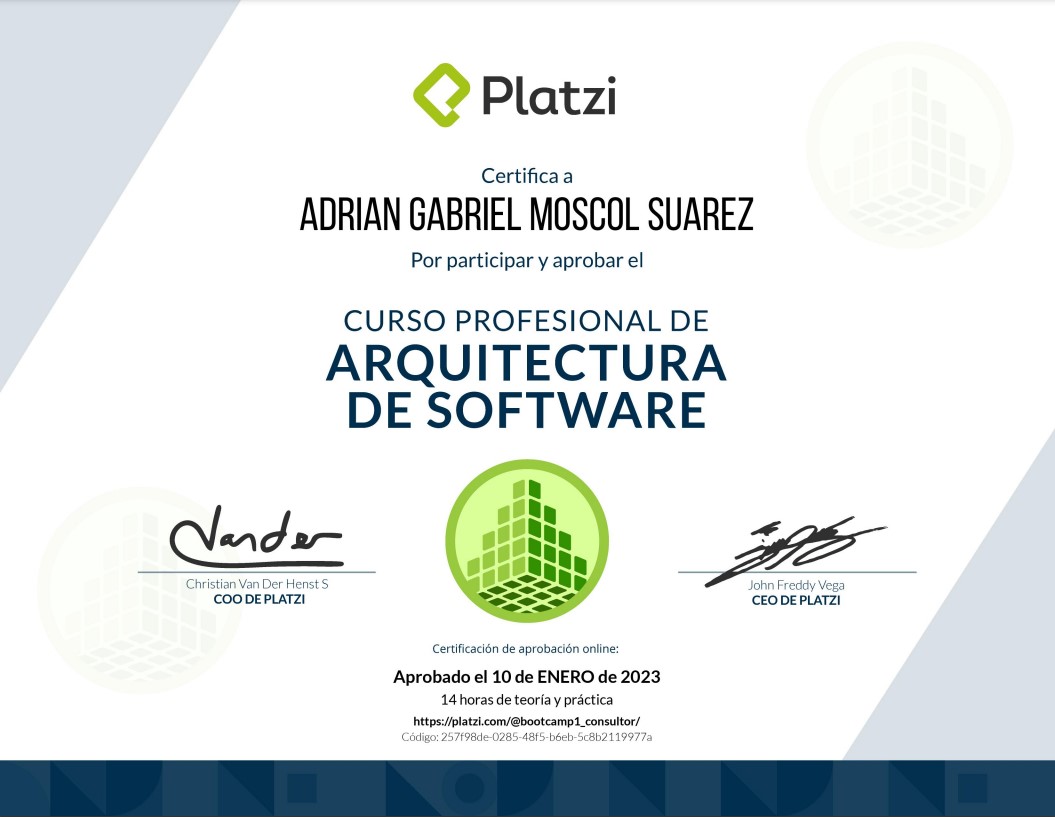 Platzi
Certifica a
ADRIAN GABRIEL MOSCOL SUAREZ
Por participar y aprobar el
CURSO PROFESIONAL DE
ARQUITECTURA
DE SOFTWARE
Vander
Christian Van Der Henst S
COO DE PLATZI
John Freddy Vega
CEO DE PLATZI
Certificación de aprobación online:
Aprobado el 10 de ENERO de 2023
14 horas de teoría y práctica
https://platzi.com/@bootcamp1_consultor/
Código: 257f98de-0285-48f5-b6eb-5c8b2119977a